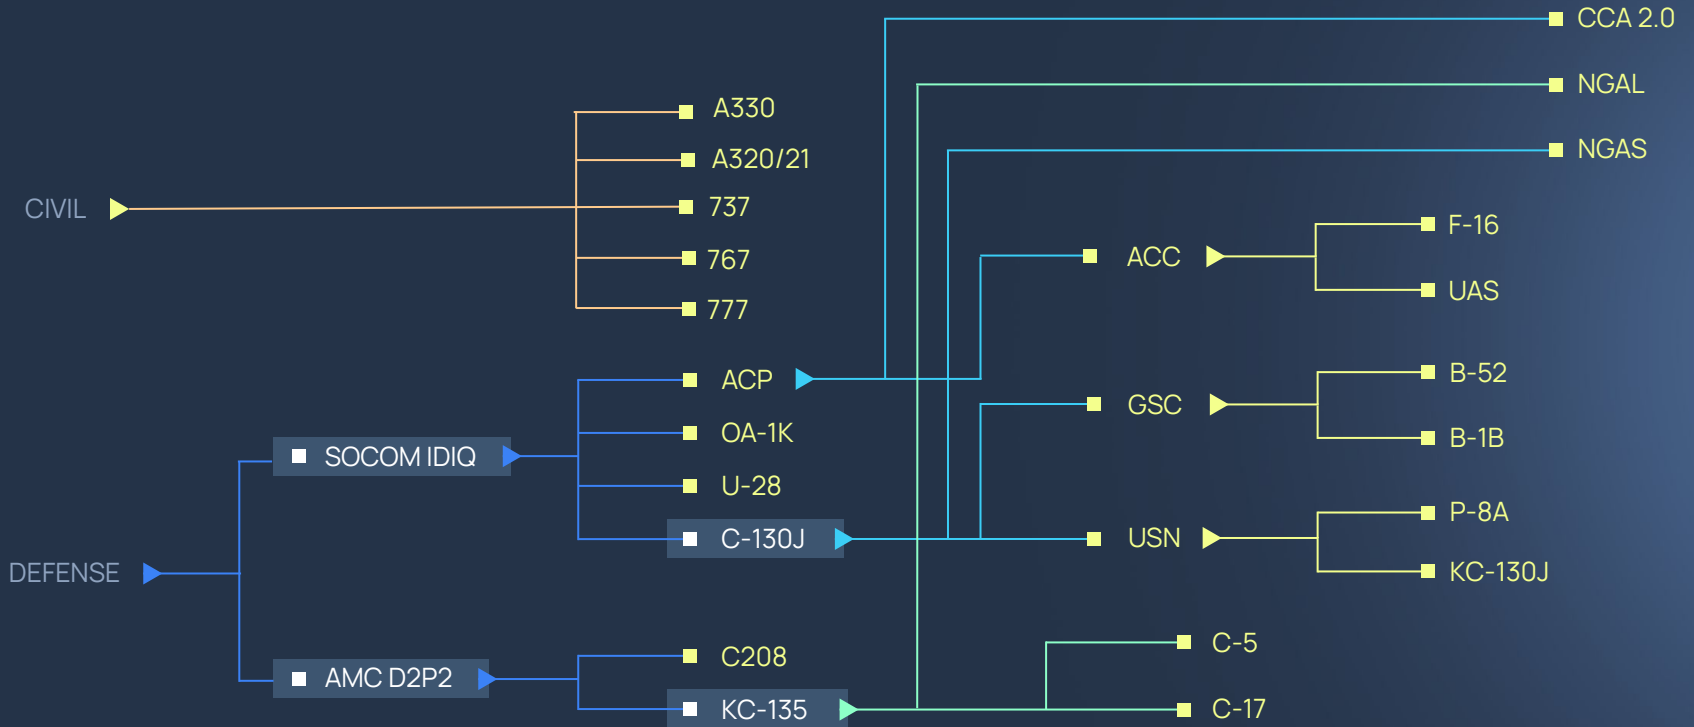 CCA 2.0
NGAL
A330
NGAS
A320/21
CIVIL
737
F-16
767
ACC
UAS
777
ACP
B-52
GSC
OA-1K
B-1B
SOCOM IDIQ
U-28
P-8A
C-130J
USN
DEFENSE
KC-130J
C208
C-5
AMC D2P2
KC-135
C-17